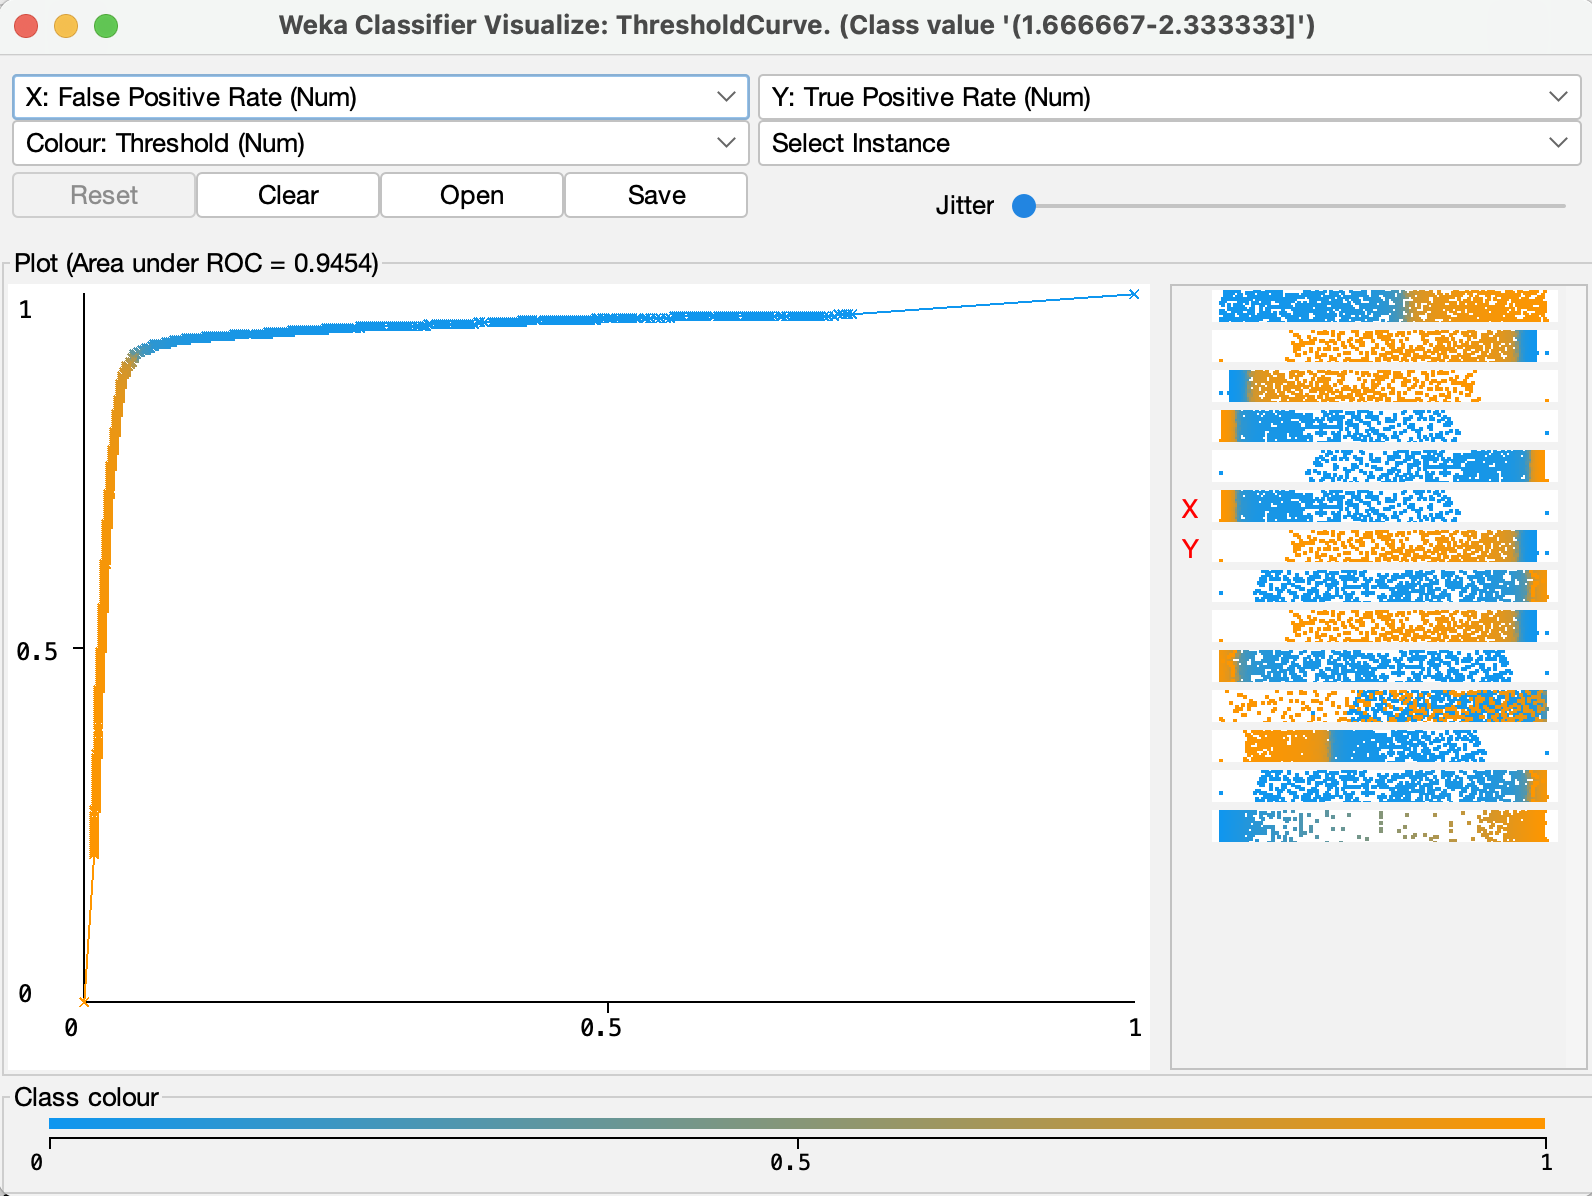 Weka Classifier Visualize: ThresholdCurve. (Class value '(1.666667-2.333333]')
X: False Positive Rate (Num)
Y: True Positive Rate (Num)
Colour: Threshold (Num)
Select Instance
Reset
Clear
Open
Save
Jitter
Plot (Area under ROC = 0.9454)
1
0.5
0
0
0.5
1
X
Y
Class colour
0
0.5
1